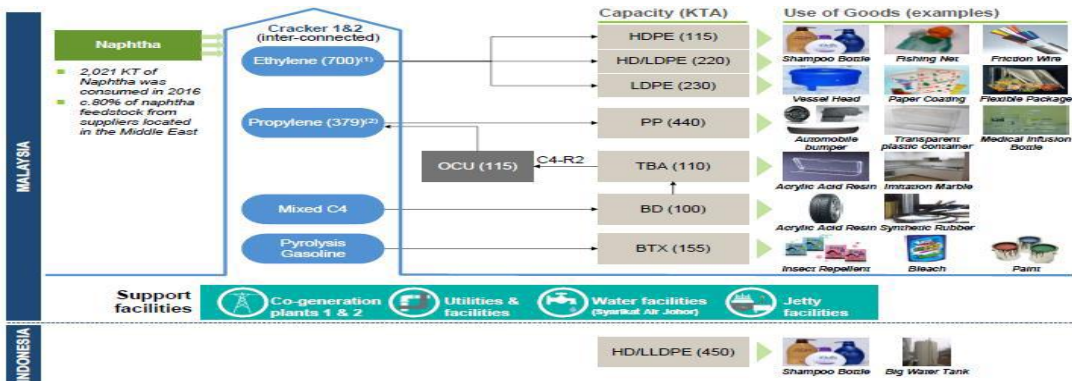 Capacity (KTA)
Use of Goods (examples)
Cracker 1&2
(inter-connected)
Naphtha
2,021 KT of
Naphtha was
consumed in 2016
c.80% of naphtha
feedstock from
suppliers located
in the Middle East
MALAYSIA
Ethylene (700)(1)
HDPE (115)
Shampoo Bottle
Fishing Net
Friction Wire
HD/LDPE (220)
LDPE (230)
Vessel Head
Paper Coating
Flexible Package
Propylene (379)(2)
PP (440)
Automobile
bumper
Transparent
plastic container
Medical Infusion
Bottle
OCU (115)
C4-R2
TBA (110)
Acrylic Acid Resin
Imitation Marble
Mixed C4
BD (100)
Acrylic Acid Resin
Synthetic Rubber
Pyrolysis
Gasoline
BTX (155)
Insect Repellent
Bleach
Paint
Support
facilities
Co-generation
plants 1 & 2
Utilities &
facilities
Water facilities
(Syarikat Air Johor)
Jetty
facilities
INDONESIA
HD/LLDPE (450)
Shampoo Bottle
Big Water Tank